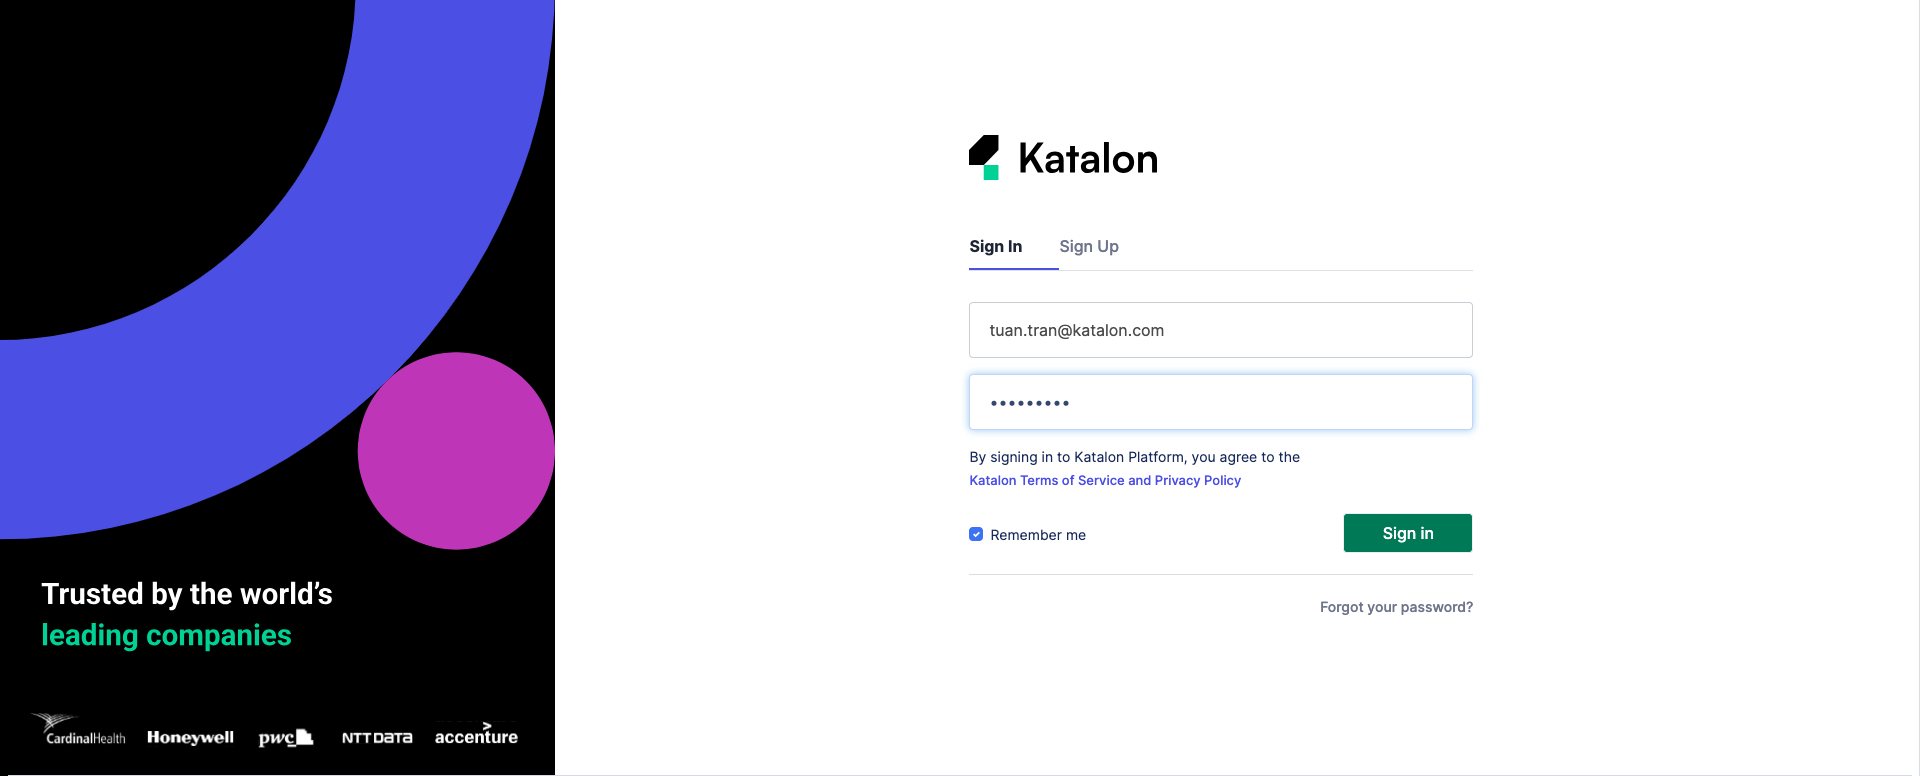 Katalon
Sign In
Sign Up
tuan.tran@katalon.com
•••••••••
By signing in to Katalon Platform, you agree to the
Katalon Terms of Service and Privacy Policy
Remember me
Sign in
Forgot your password?
Trusted by the world’s
leading companies
CardinalHealth
Honeywell
pwc
NTT DATA
accenture